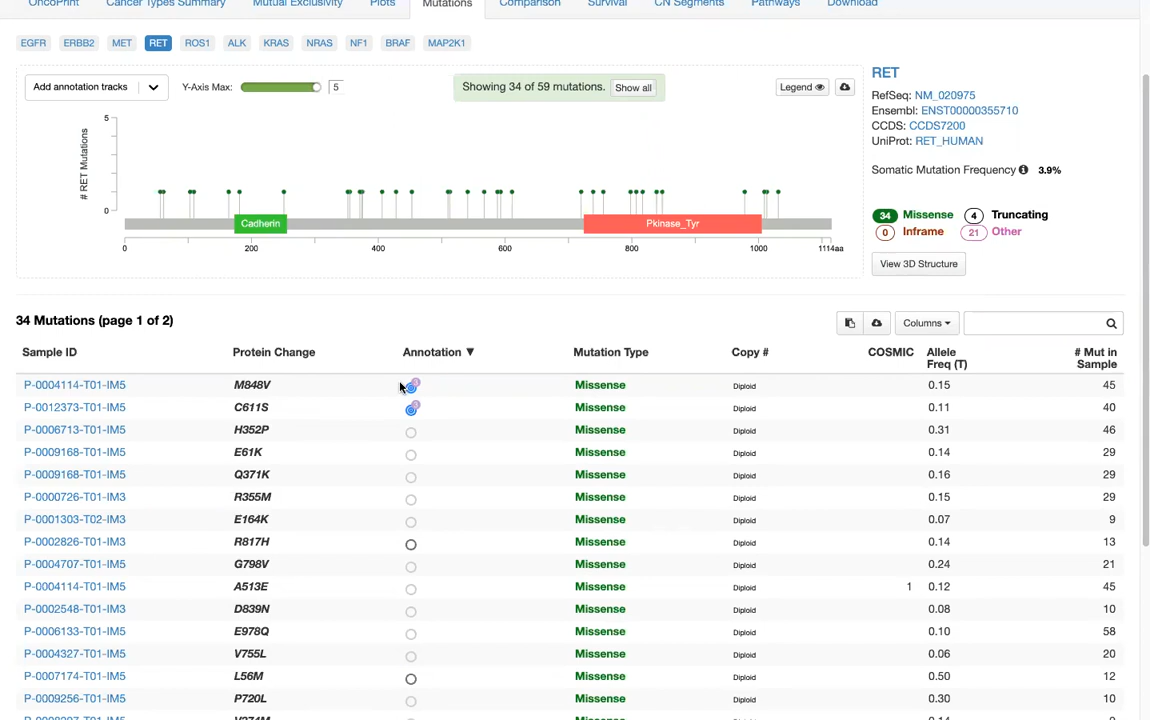 OncoPrint Cancer Types Summary Mutual Exclusivity Plots Mutations Comparison Survival CN Segments Pathways Download
EGFR ERBB2 MET RET ROS1 ALK KRAS NRAS NF1 BRAF MAP2K1
Add annotation tracks Y-Axis Max: 5 Showing 34 of 59 mutations. Show all Legend
5
# RET Mutations
0
Cadherin Pkinase_Tyr
0 200 400 600 800 1000 1114aa
RET
RefSeq: NM_020975
Ensembl: ENST00000355710
CCDS: CCDS7200
UniProt: RET_HUMAN
Somatic Mutation Frequency 3.9%
34 Missense 4 Truncating
0 Inframe 21 Other
View 3D Structure
34 Mutations (page 1 of 2) Columns
Sample ID Protein Change Annotation ▼ Mutation Type Copy # COSMIC Allele Freq (T) # Mut in Sample
P-0004114-T01-IM5 M848V 3 Missense Diploid 0.15 45
P-0012373-T01-IM5 C611S 3 Missense Diploid 0.11 40
P-0006713-T01-IM5 H352P Missense Diploid 0.31 46
P-0009168-T01-IM5 E61K Missense Diploid 0.14 29
P-0009168-T01-IM5 Q371K Missense Diploid 0.16 29
P-0000726-T01-IM3 R355M Missense Diploid 0.15 29
P-0001303-T02-IM3 E164K Missense Diploid 0.07 9
P-0002826-T01-IM3 R817H Missense Diploid 0.14 13
P-0004707-T01-IM5 G798V Missense Diploid 0.24 21
P-0004114-T01-IM5 A513E Missense Diploid 1 0.12 45
P-0002548-T01-IM3 D839N Missense Diploid 0.08 10
P-0006133-T01-IM5 E978Q Missense Diploid 0.10 58
P-0004327-T01-IM5 V755L Missense Diploid 0.06 20
P-0007174-T01-IM5 L56M Missense Diploid 0.50 12
P-0009256-T01-IM5 P720L Missense Diploid 0.30 10